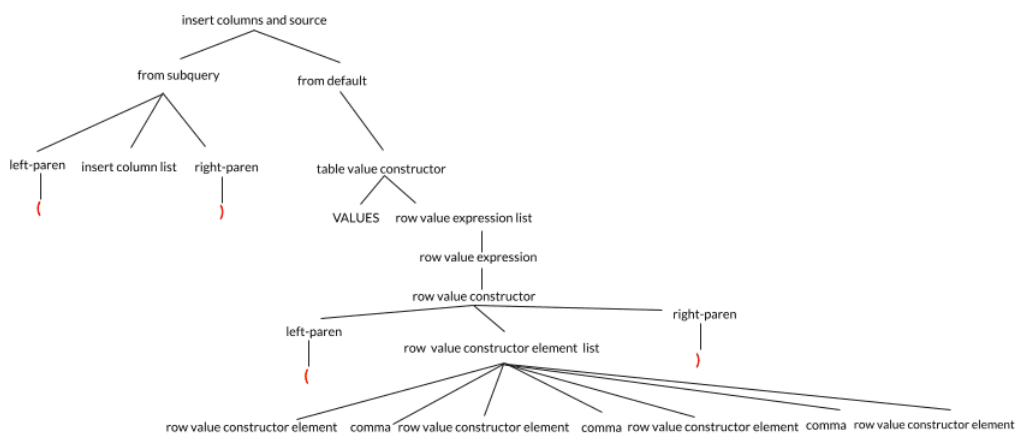 insert columns and source
from subquery
from default
left-paren insert column list right-paren
table value constructor
(
)
VALUES row value expression list
row value expression
row value constructor
right-paren
left-paren
row value constructor element list
)
(
row value constructor element comma row value constructor element comma row value constructor element comma row value constructor element